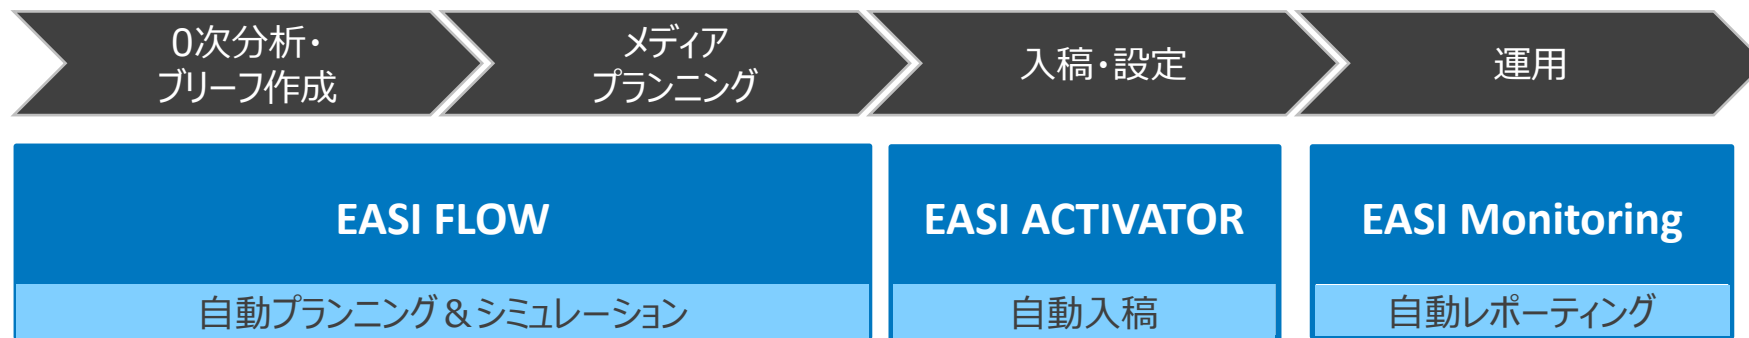 0次分析・
ブリーフ作成
メディア
プランニング
入稿・設定
運用
EASI FLOW
EASI ACTIVATOR
EASI Monitoring
自動プランニング＆シミュレーション
自動入稿
自動レポーティング